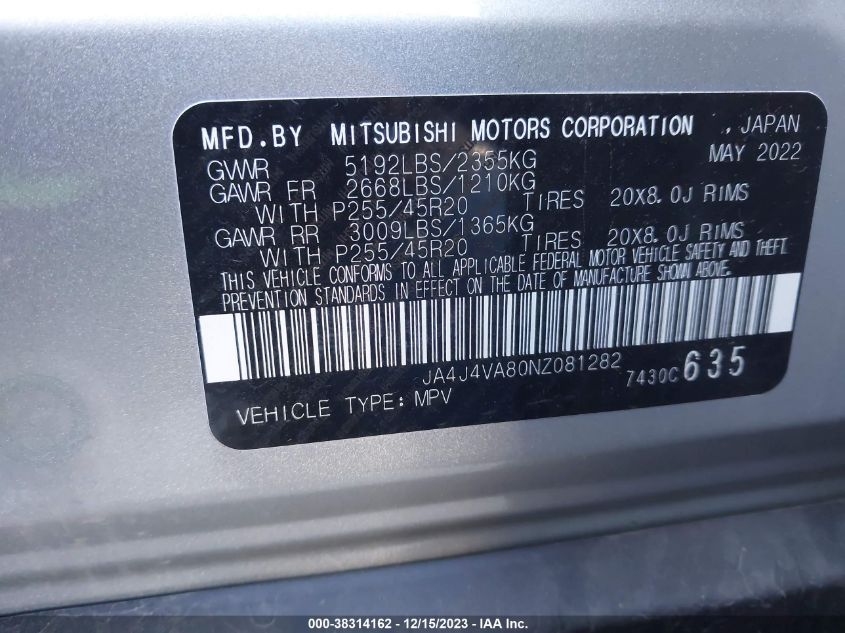 MFD.BY MITSUBISHI MOTORS CORPORATION ., JAPAN
MAY 2022
GVWR 5192LBS/2355KG
GAWR FR 2668LBS/1210KG
WITH P255/45R20 TIRES 20X8.0J RIMS
GAWR RR 3009LBS/1365KG
WITH P255/45R20 TIRES 20X8.0J RIMS
THIS VEHICLE CONFORMS TO ALL APPLICABLE FEDERAL MOTOR VEHICLE SAFETY AND THEFT
PREVENTION STANDARDS IN EFFECT ON THE DATE OF MANUFACTURE SHOWN ABOVE.
JA4J4VA80NZ081282 7430C 635
VEHICLE TYPE: MPV
000-38314162 - 12/15/2023 - © IAA, Inc.